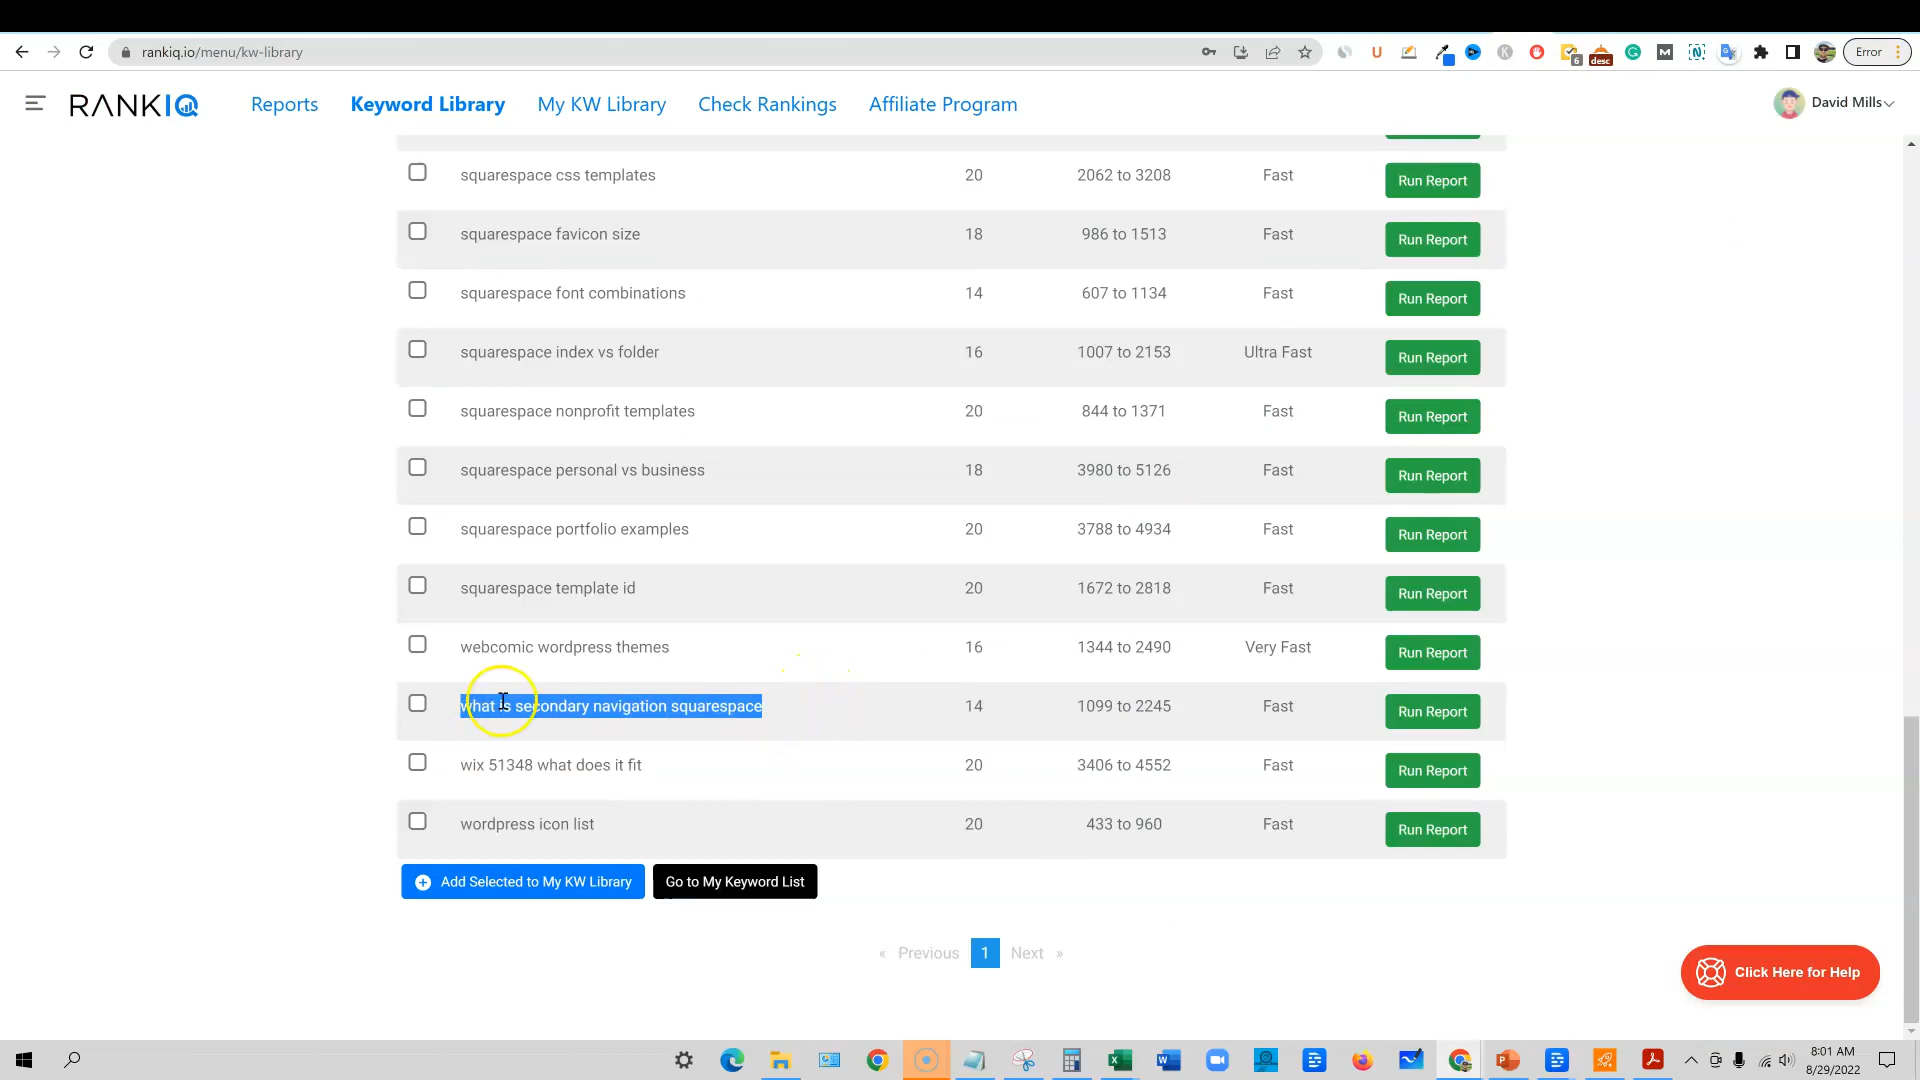 rankiq.io/menu/kw-library
6
desc
Error
RANKIQ
Reports
Keyword Library
My KW Library
Check Rankings
Affiliate Program
David Mills
squarespace css templates 20 2062 to 3208 Fast Run Report
squarespace favicon size 18 986 to 1513 Fast Run Report
squarespace font combinations 14 607 to 1134 Fast Run Report
squarespace index vs folder 16 1007 to 2153 Ultra Fast Run Report
squarespace nonprofit templates 20 844 to 1371 Fast Run Report
squarespace personal vs business 18 3980 to 5126 Fast Run Report
squarespace portfolio examples 20 3788 to 4934 Fast Run Report
squarespace template id 20 1672 to 2818 Fast Run Report
webcomic wordpress themes 16 1344 to 2490 Very Fast Run Report
what is secondary navigation squarespace 14 1099 to 2245 Fast Run Report
wix 51348 what does it fit 20 3406 to 4552 Fast Run Report
wordpress icon list 20 433 to 960 Fast Run Report
Add Selected to My KW Library
Go to My Keyword List
« Previous 1 Next »
Click Here for Help
8:01 AM
8/29/2022